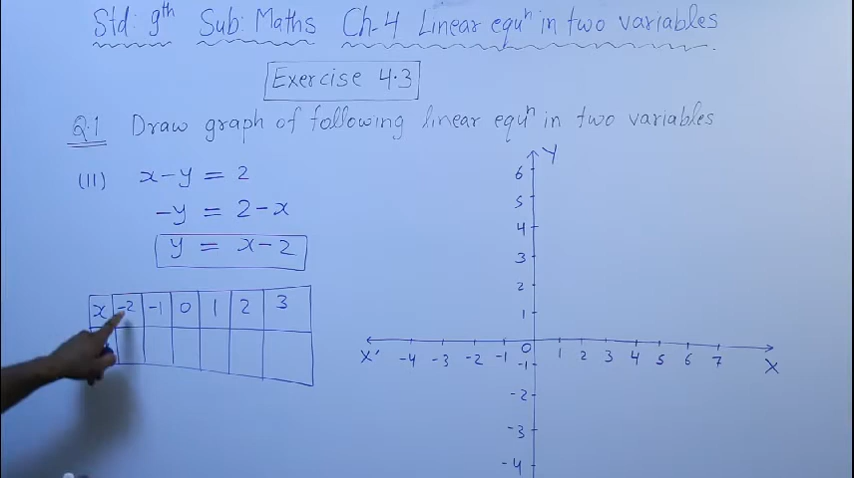 Std: 9th Sub: Maths Ch-4 Linear equn in two variables
Exercise 4.3
Q.1 Draw graph of following linear equn in two variables
(II) x-y = 2
-y = 2-x
y = x-2
x -2 -1 0 1 2 3
Y
6
5
4
3
2
1
X' -4 -3 -2 -1 0 1 2 3 4 5 6 7 X
-1
-2
-3
-4